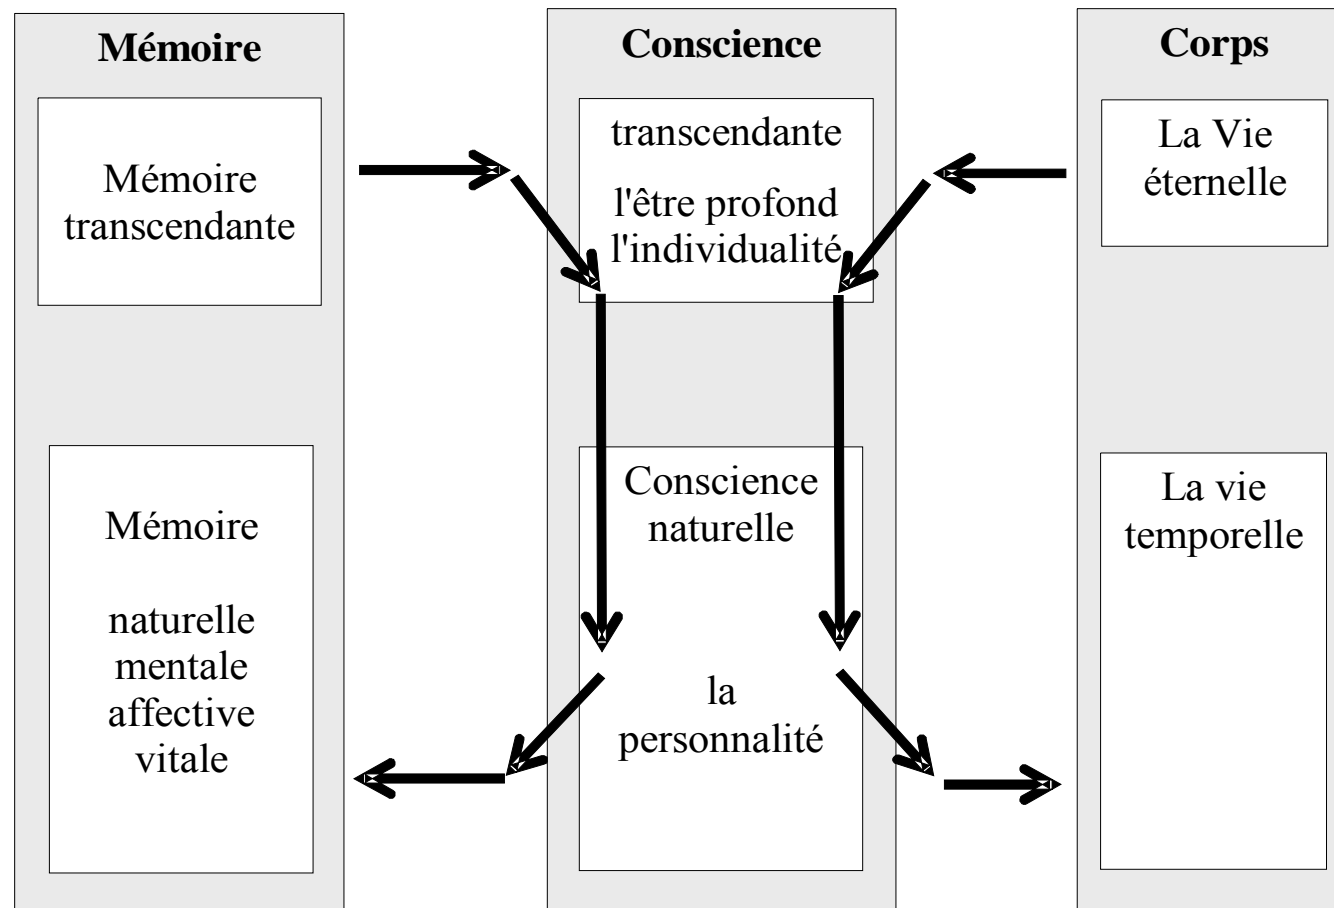 Mémoire
Mémoire
transcendante
Mémoire
naturelle
mentale
affective
vitale
Conscience
transcendante
l'être profond
l'individualité
Conscience
naturelle
la
personnalité
Corps
La Vie
éternelle
La vie
temporelle